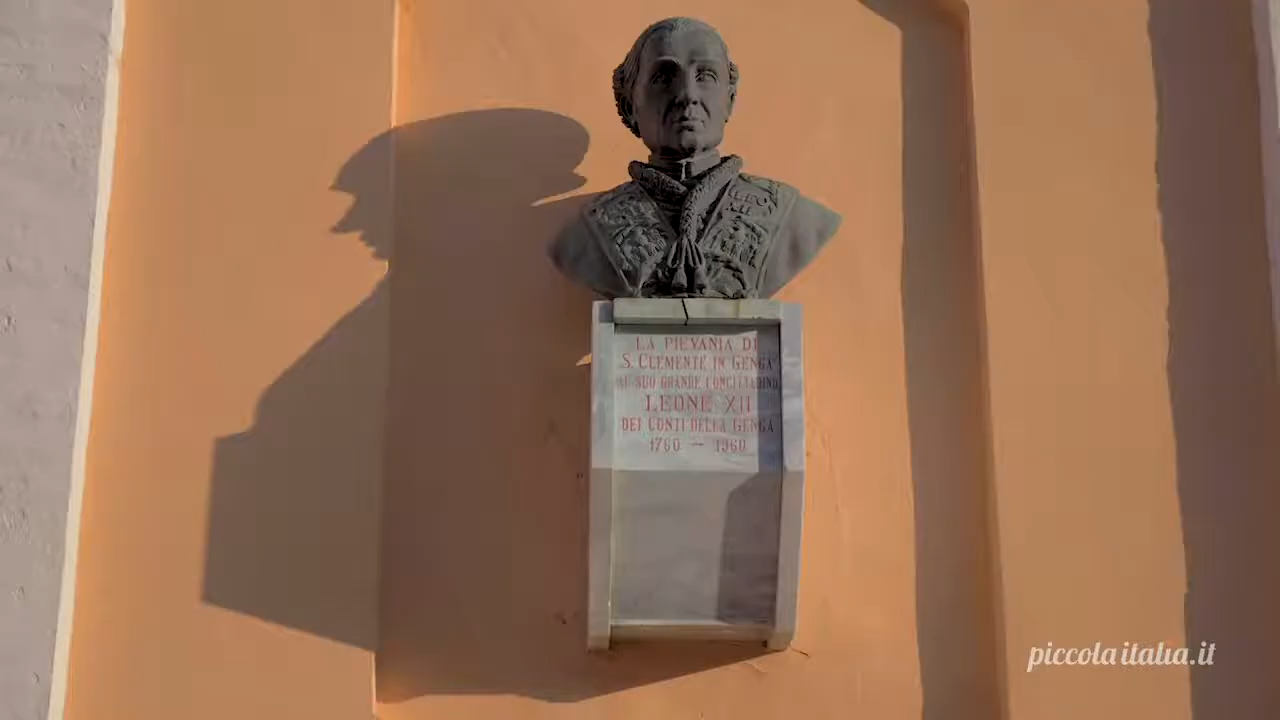 LA PIEVANIA DI
S. CLEMENTE IN GENGA
AL SUO GRANDE CONCITTADINO
LEONE XII
DEI CONTI DELLA GENGA
1760 — 1960
piccolaitalia.it